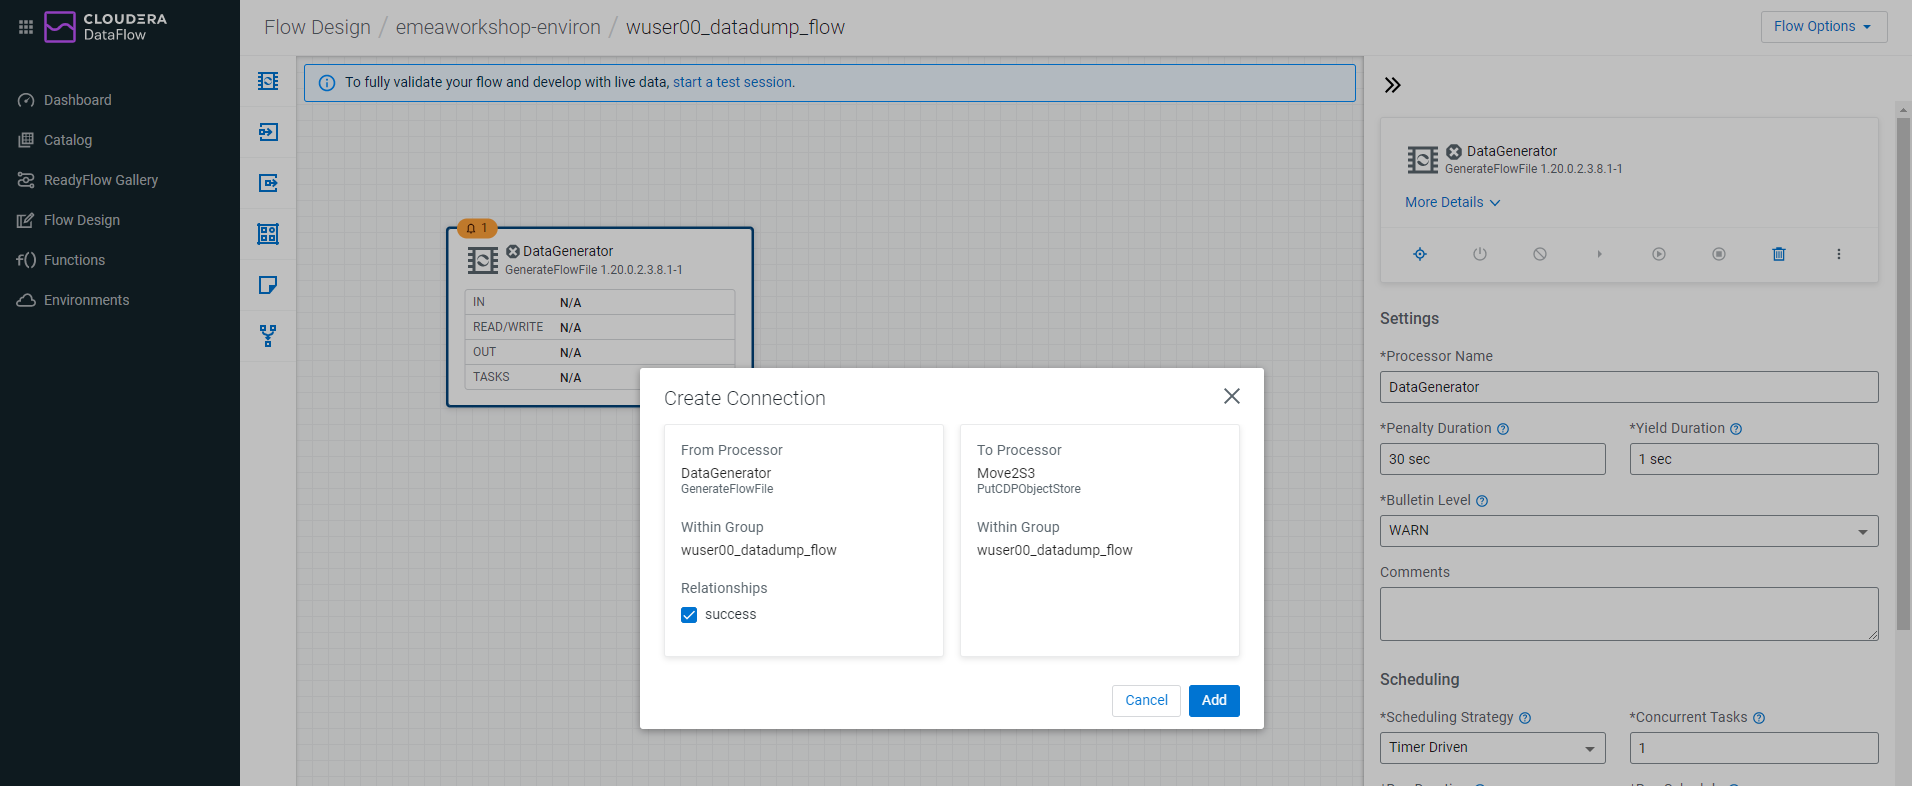 CLOUDERA
DataFlow
Dashboard
Catalog
ReadyFlow Gallery
Flow Design
f() Functions
Environments
Flow Design / emeaworkshop-environ / wuser00_datadump_flow
Flow Options
To fully validate your flow and develop with live data, start a test session.
1
DataGenerator
GenerateFlowFile 1.20.0.2.3.8.1-1
IN N/A
READ/WRITE N/A
OUT N/A
TASKS N/A
Create Connection
From Processor
DataGenerator
GenerateFlowFile
Within Group
wuser00_datadump_flow
Relationships
success
To Processor
Move2S3
PutCDPObjectStore
Within Group
wuser00_datadump_flow
Cancel
Add
DataGenerator
GenerateFlowFile 1.20.0.2.3.8.1-1
More Details
Settings
*Processor Name
DataGenerator
*Penalty Duration
*Yield Duration
30 sec
1 sec
*Bulletin Level
WARN
Comments
Scheduling
*Scheduling Strategy
*Concurrent Tasks
Timer Driven
1